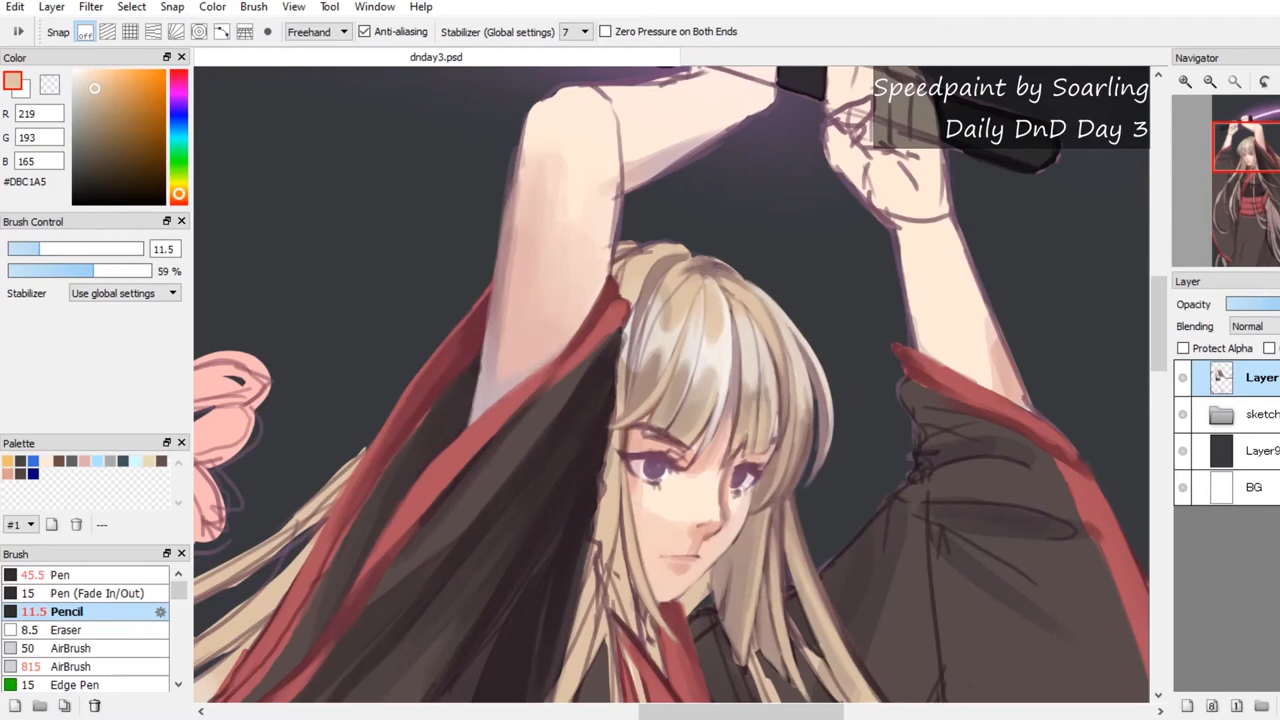 Edit Layer Filter Select Snap Color Brush View Tool Window Help
Snap off Freehand Anti-aliasing Stabilizer (Global settings) 7 Zero Pressure on Both Ends
Color
dnday3.psd
Navigator
R 219
G 193
B 165
#DBC1A5
Speedpaint by Soarling
Daily DnD Day 3
Brush Control
11.5
59 %
Stabilizer Use global settings
Layer
Opacity
Blending Normal
Protect Alpha
Layer
sketch
Layer9
BG
Palette
#1 ---
Brush
45.5 Pen
15 Pen (Fade In/Out)
11.5 Pencil
8.5 Eraser
50 AirBrush
815 AirBrush
15 Edge Pen